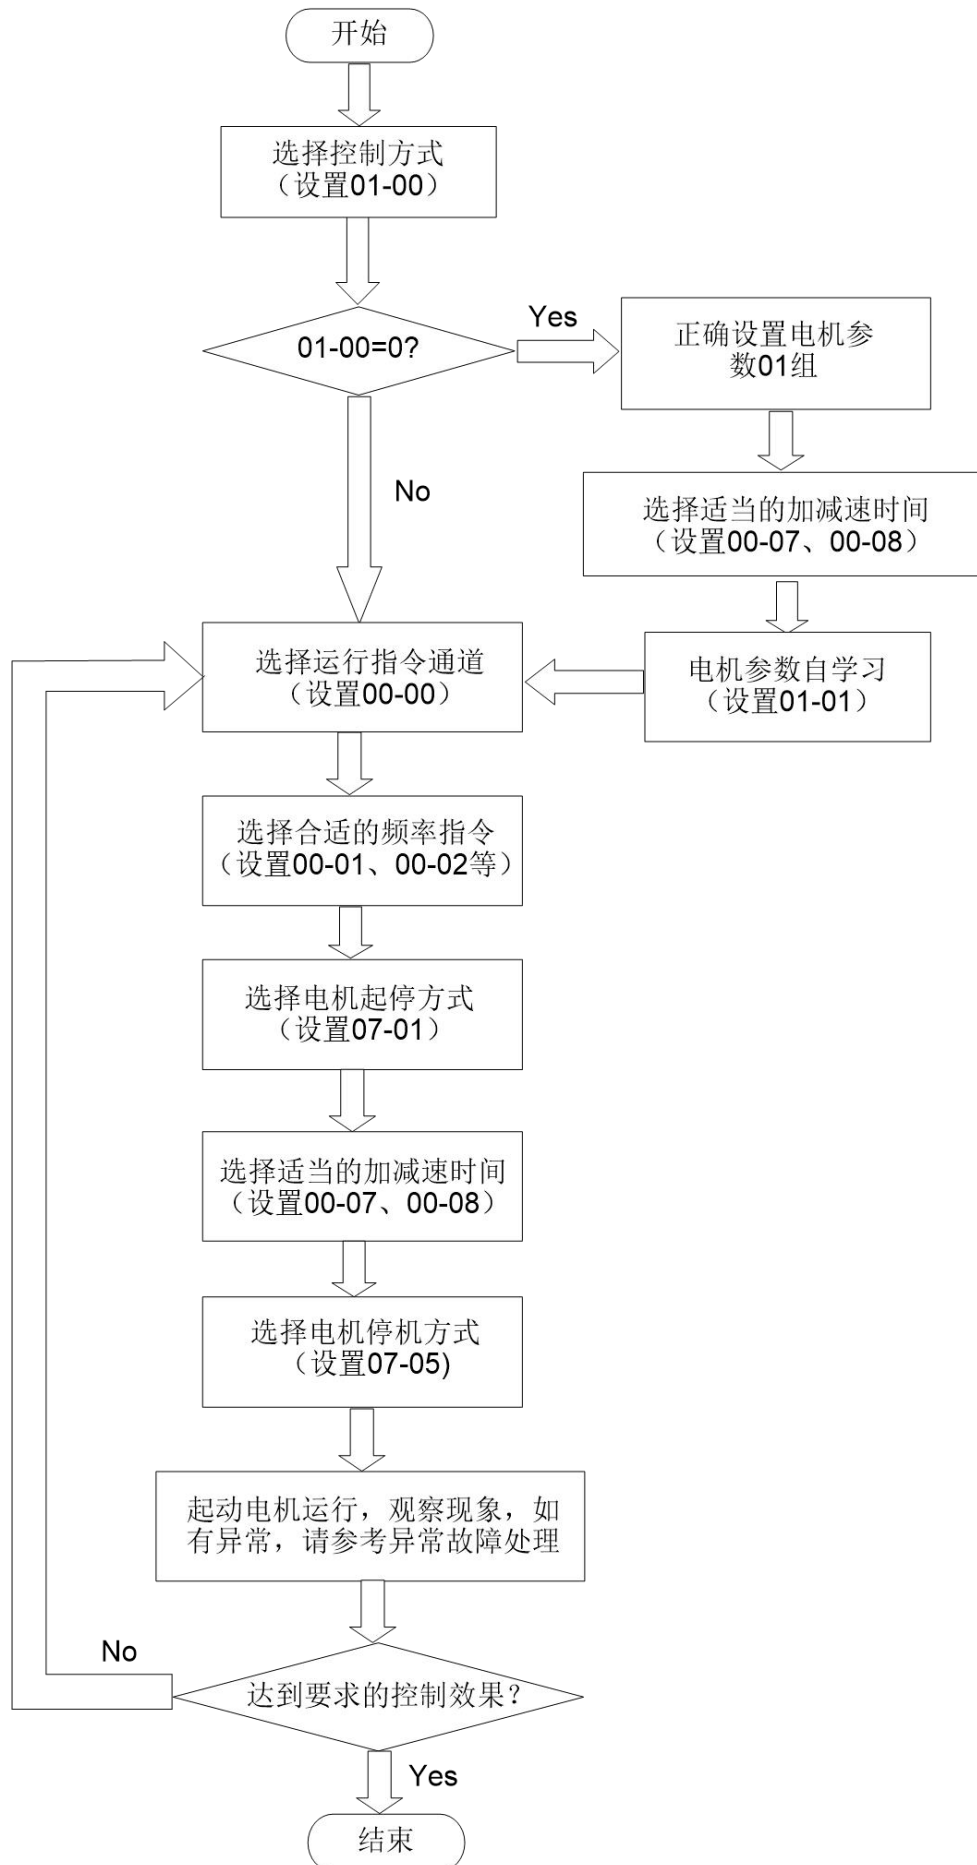 开始
选择控制方式
（设置01-00）
01-00=0?
Yes
正确设置电机参
数01组
No
选择适当的加减速时间
（设置00-07、00-08）
选择运行指令通道
（设置00-00）
电机参数自学习
（设置01-01）
选择合适的频率指令
（设置00-01、00-02等）
选择电机起停方式
（设置07-01）
选择适当的加减速时间
（设置00-07、00-08）
选择电机停机方式
（设置07-05)
起动电机运行，观察现象，如
有异常，请参考异常故障处理
No
达到要求的控制效果？
Yes
结束